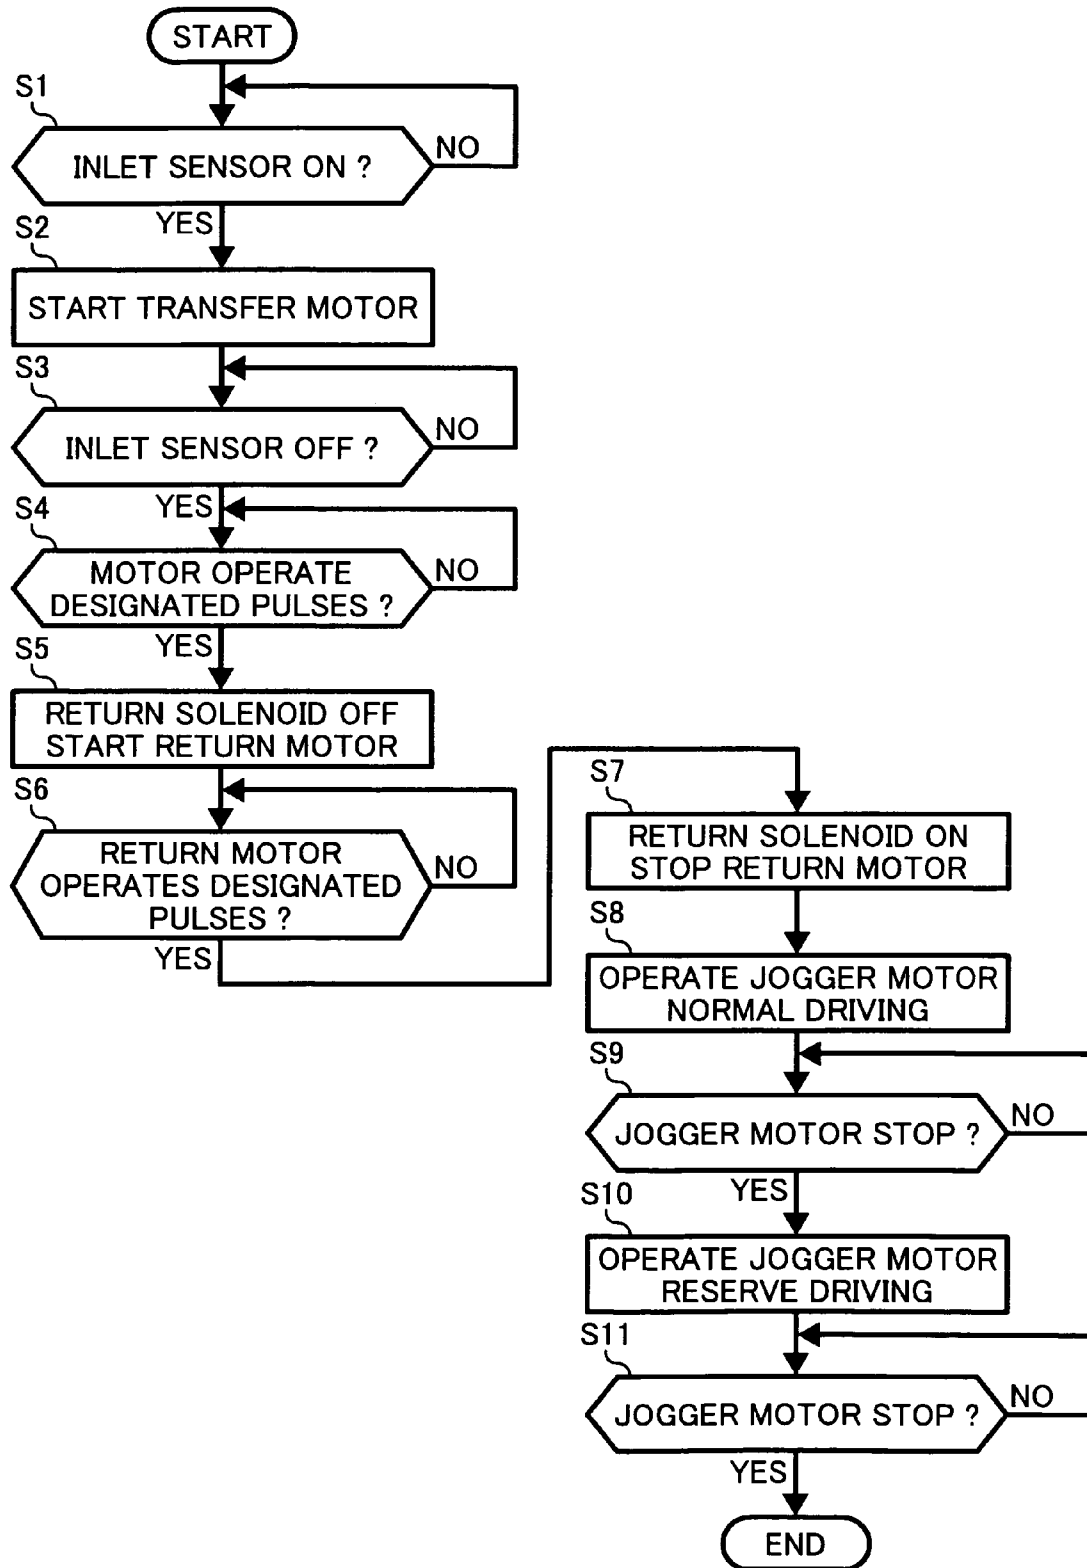 START
S1
INLET SENSOR ON ?
NO
YES
S2
START TRANSFER MOTOR
S3
INLET SENSOR OFF ?
NO
YES
S4
MOTOR OPERATE
DESIGNATED PULSES ?
NO
YES
S5
RETURN SOLENOID OFF
START RETURN MOTOR
S6
RETURN MOTOR
OPERATES DESIGNATED
PULSES ?
NO
YES
S7
RETURN SOLENOID ON
STOP RETURN MOTOR
S8
OPERATE JOGGER MOTOR
NORMAL DRIVING
S9
JOGGER MOTOR STOP ?
NO
YES
S10
OPERATE JOGGER MOTOR
RESERVE DRIVING
S11
JOGGER MOTOR STOP ?
NO
YES
END